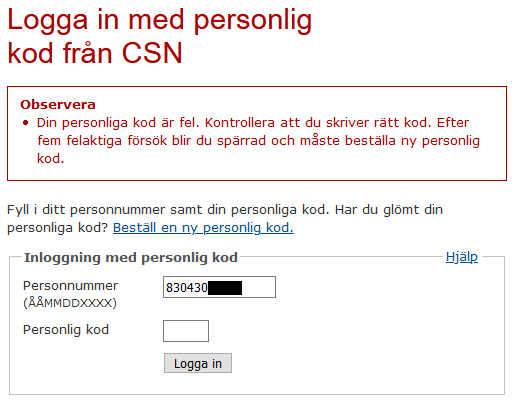 Logga in med personlig
kod från CSN
Observera
Din personliga kod är fel. Kontrollera att du skriver rätt kod. Efter
fem felaktiga försök blir du spärrad och måste beställa ny personlig
kod.
Fyll i ditt personnummer samt din personliga kod. Har du glömt din
personliga kod? Beställ en ny personlig kod.
Inloggning med personlig kod
Hjälp
Personnummer
830430
(ÅÅMMDDXXXX)
Personlig kod
Logga in